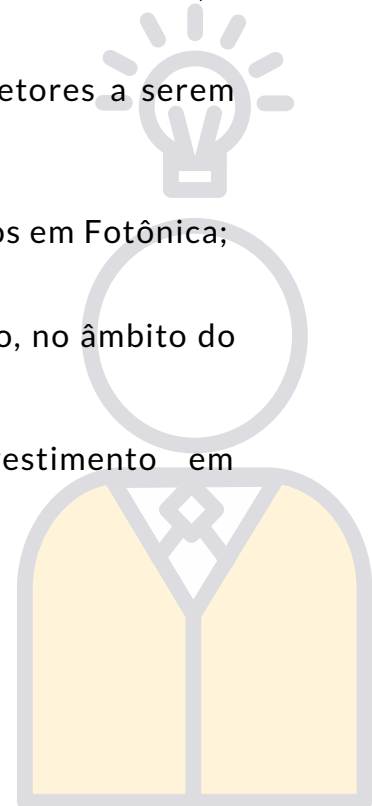 etores a serem
os em Fotônica;
o, no âmbito do
estimento em